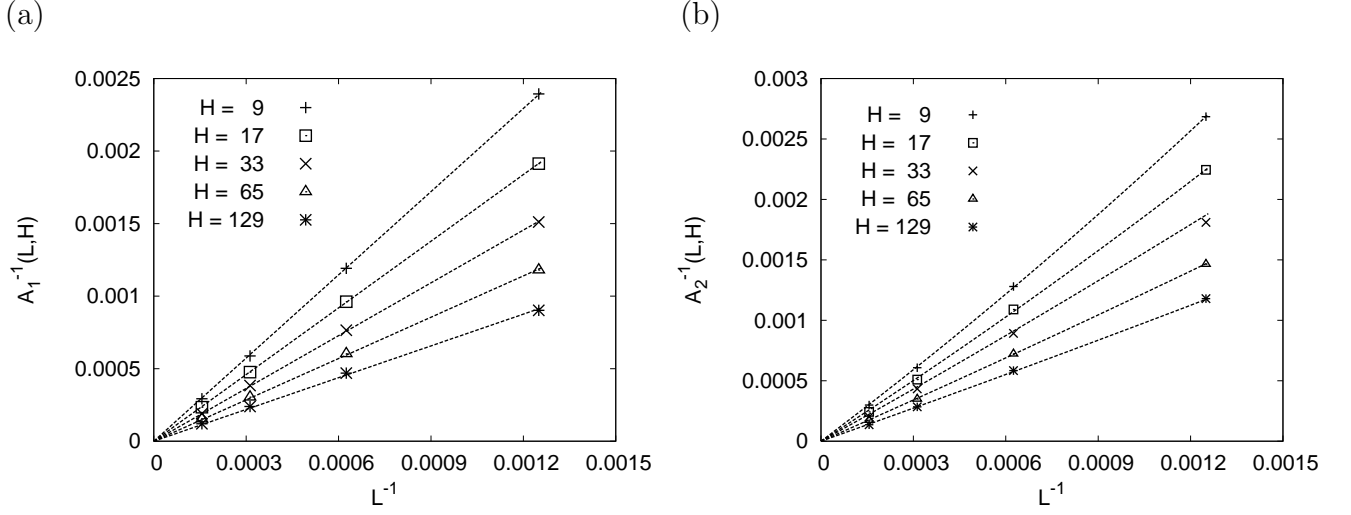 (a)
A₁⁻¹(L,H)
0.0025
0.002
0.0015
0.001
0.0005
0
H = 9
H = 17
H = 33
H = 65
H = 129
0 0.0003 0.0006 0.0009 0.0012 0.0015
L⁻¹
(b)
A₂⁻¹(L,H)
0.003
0.0025
0.002
0.0015
0.001
0.0005
0
H = 9
H = 17
H = 33
H = 65
H = 129
0 0.0003 0.0006 0.0009 0.0012 0.0015
L⁻¹